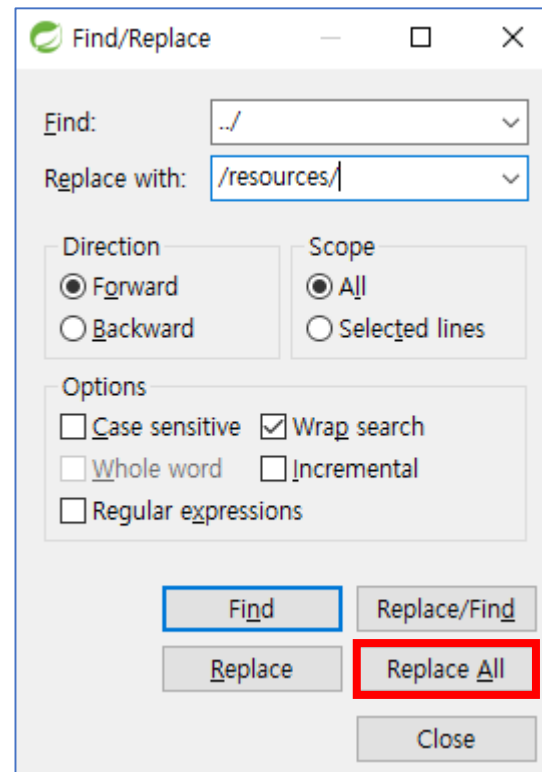 Find/Replace
Find: ../
Replace with: /resources/
Direction Scope
Forward All
Backward Selected lines
Options
Case sensitive Wrap search
Whole word Incremental
Regular expressions
Find Replace/Find
Replace Replace All
Close